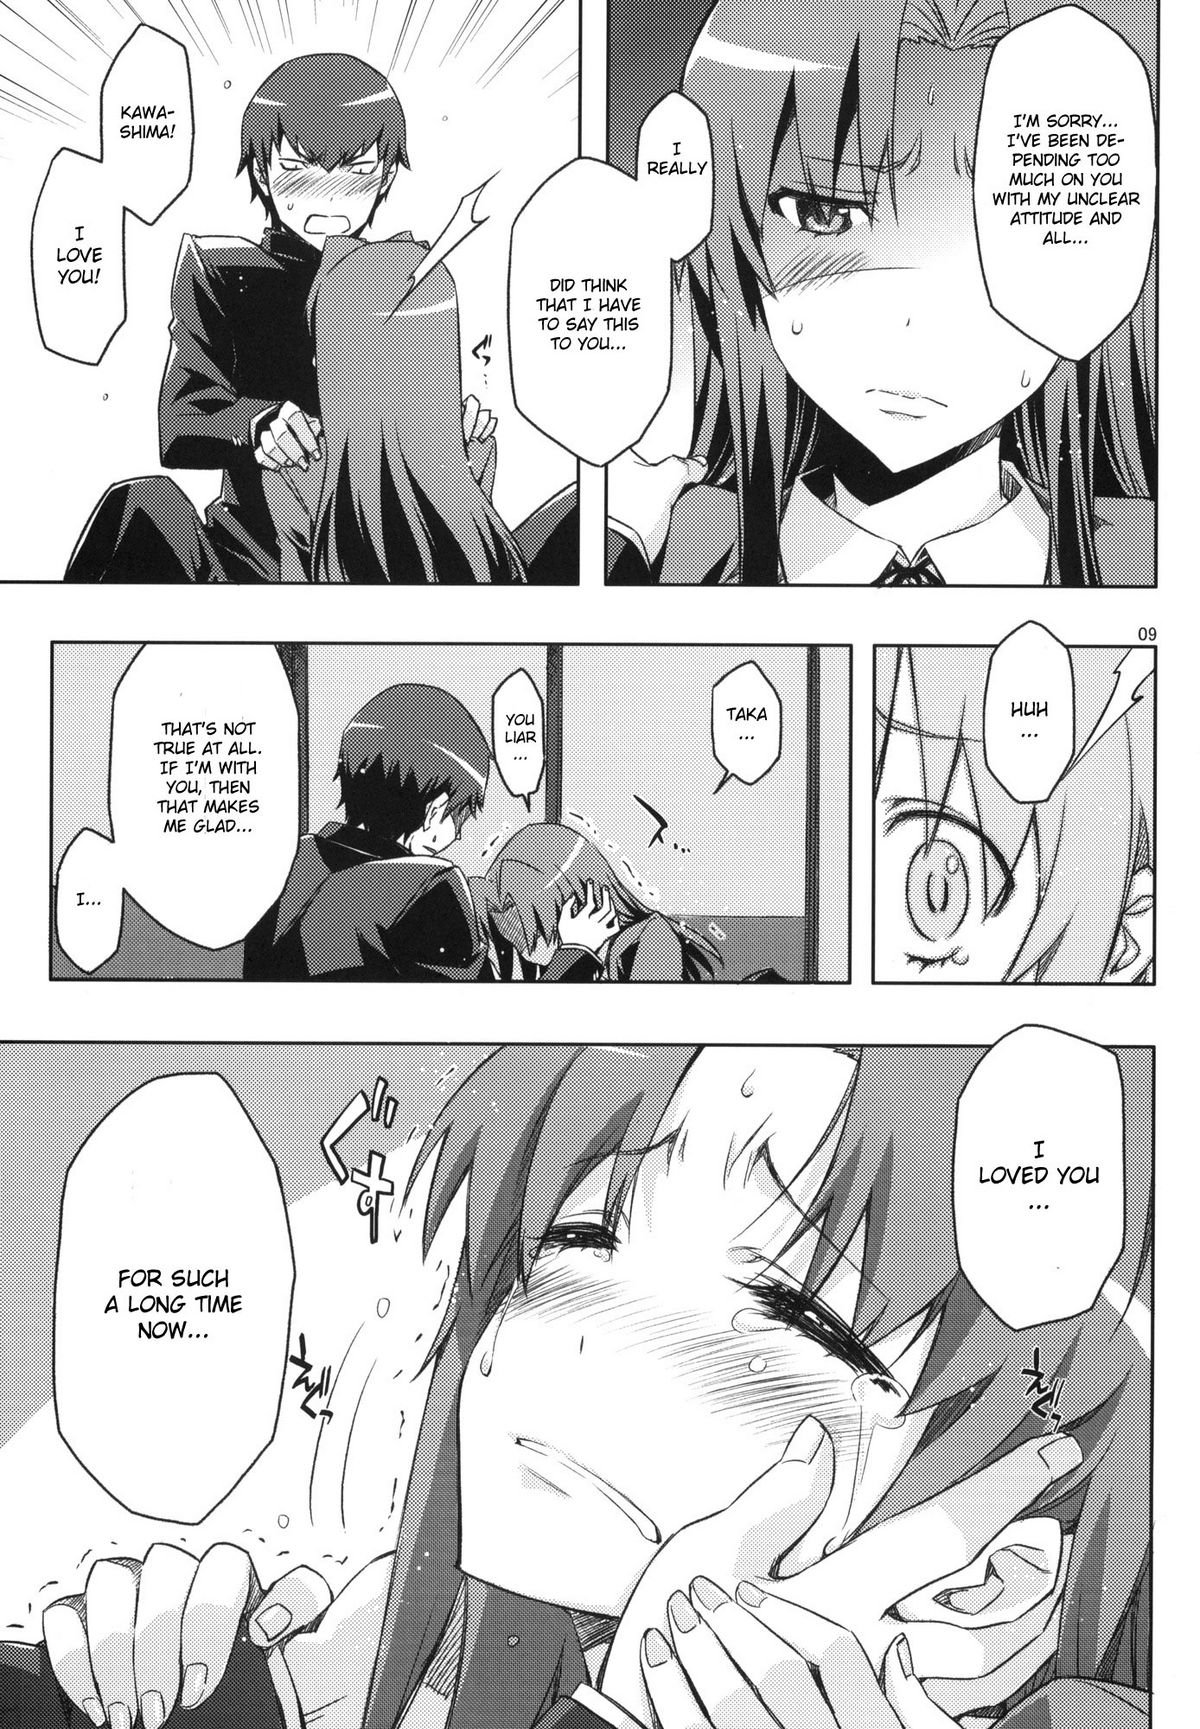 I'M SORRY...
I'VE BEEN DE-
PENDING TOO
MUCH ON YOU
WITH MY UNCLEAR
ATTITUDE AND
ALL...
I
REALLY
DID THINK
THAT I HAVE
TO SAY THIS
TO YOU...
KAWA-
SHIMA!
I
LOVE
YOU!
09
HUH
...
TAKA
...
YOU
LIAR
...
THAT'S NOT
TRUE AT ALL.
IF I'M WITH
YOU, THEN
THAT MAKES
ME GLAD...
I...
I
LOVED YOU
...
FOR SUCH
A LONG TIME
NOW...